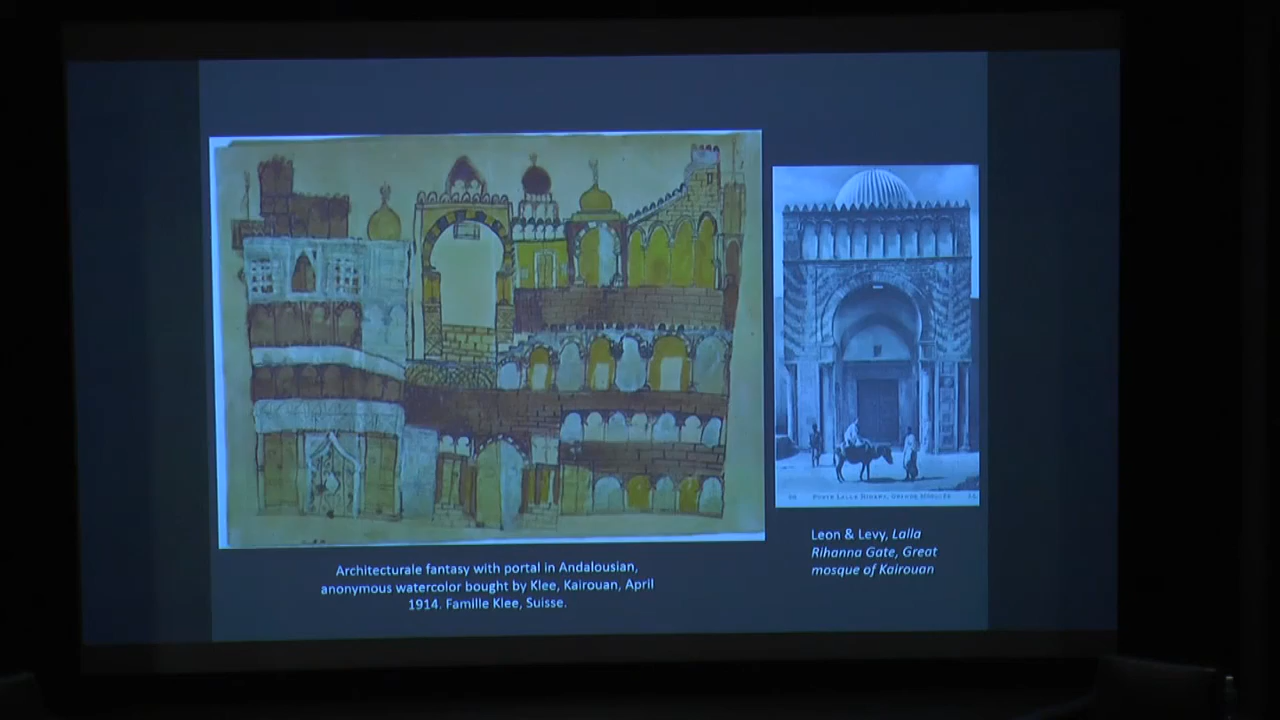 Architecturale fantasy with portal in Andalousian,
anonymous watercolor bought by Klee, Kairouan, April
1914. Famille Klee, Suisse.
Leon & Levy, Lalla
Rihanna Gate, Great
mosque of Kairouan